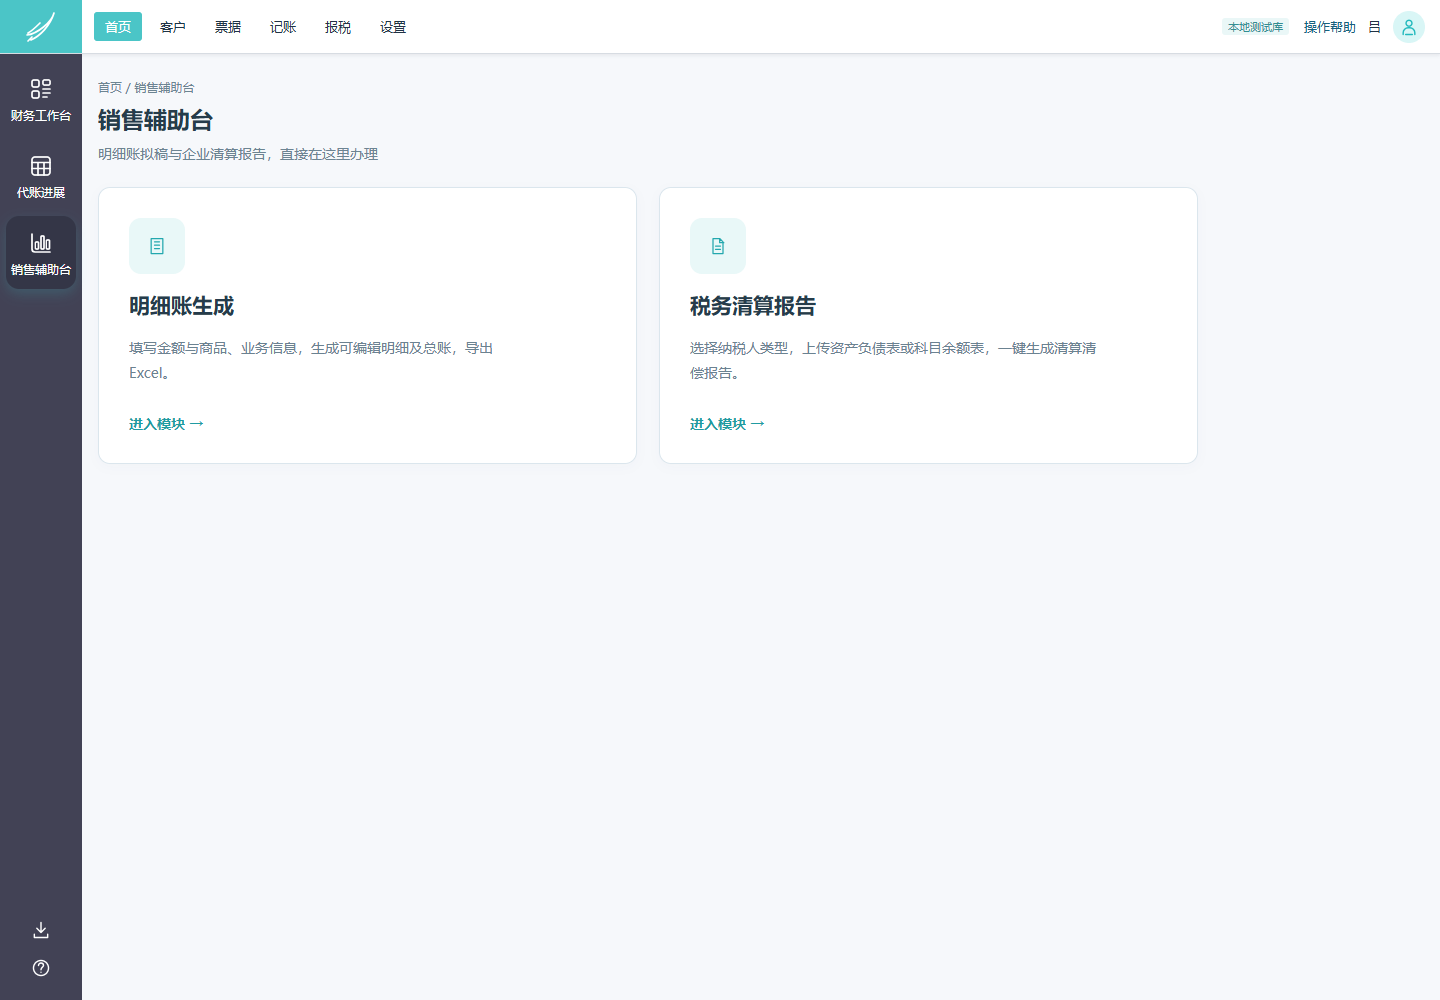 首页 客户 票据 记账 报税 设置 本地测试库 操作帮助 吕
财务工作台
代账进展
销售辅助台
首页 / 销售辅助台
销售辅助台
明细账拟稿与企业清算报告，直接在这里办理
明细账生成
填写金额与商品、业务信息，生成可编辑明细及总账，导出
Excel。
进入模块 →
税务清算报告
选择纳税人类型，上传资产负债表或科目余额表，一键生成清算清
偿报告。
进入模块 →